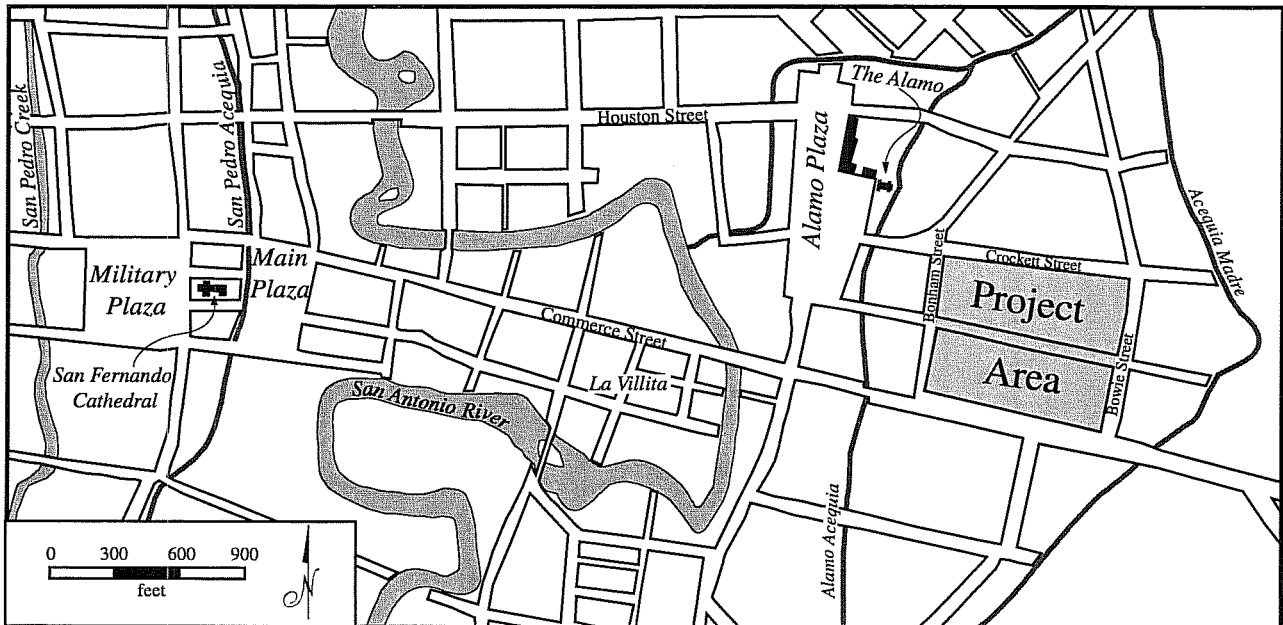 San Pedro Creek
San Pedro Acequia
Houston Street
The Alamo
Alamo Plaza
Acequia Madre
Military
Plaza
Main
Plaza
Bonham Street
Crockett Street
Project
Area
Bowie Street
Commerce Street
San Fernando
Cathedral
La Villita
San Antonio River
Alamo Acequia
0 300 600 900
feet
N